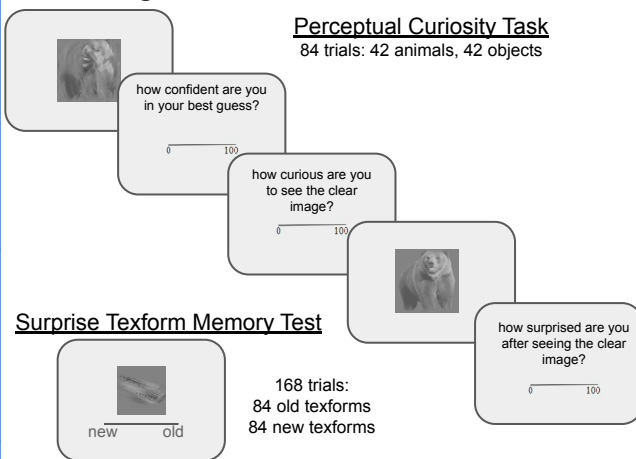 Perceptual Curiosity Task
84 trials: 42 animals, 42 objects
how confident are you
in your best guess?
0 100
how curious are you
to see the clear
image?
0 100
how surprised are you
after seeing the clear
image?
0 100
Surprise Texform Memory Test
new old
168 trials:
84 old texforms
84 new texforms